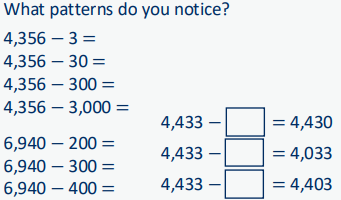 What patterns do you notice?
4,356 – 3 =
4,356 – 30 =
4,356 – 300 =
4,356 – 3,000 =
6,940 – 200 =
6,940 – 300 =
6,940 – 400 =
4,433 – = 4,430
4,433 – = 4,033
4,433 – = 4,403